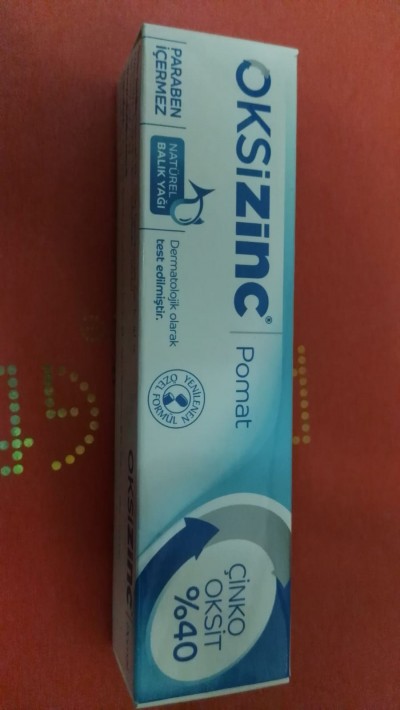 OKSiZinc®
Pomat
PARABEN
İÇERMEZ
NATÜREL
BALIK YAĞI
Dermatolojik olarak
test edilmiştir.
YENİLENEN
ÖZEL
FORMÜL
ÇİNKO
OKSİT
%40
OKSiZinc